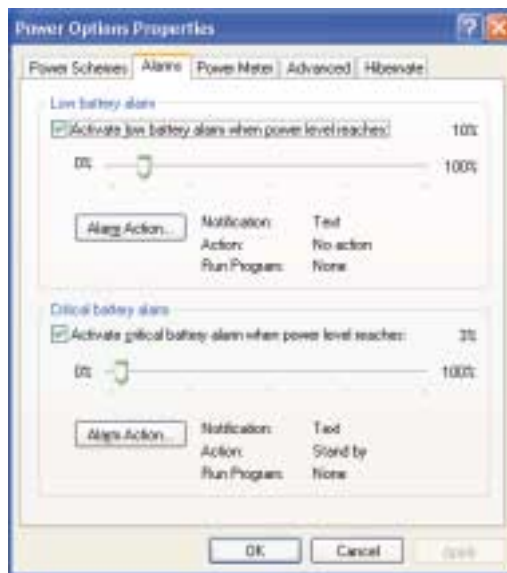 Power Options Properties
Power Schemes Alarms Power Meter Advanced Hibernate
Low battery alarm
Activate low battery alarm when power level reaches: 10%
0% 100%
Alarm Action... Notification: Text
Action: No action
Run Program: None
Critical battery alarm
Activate critical battery alarm when power level reaches: 3%
0% 100%
Alarm Action... Notification: Text
Action: Stand by
Run Program: None
OK Cancel Apply